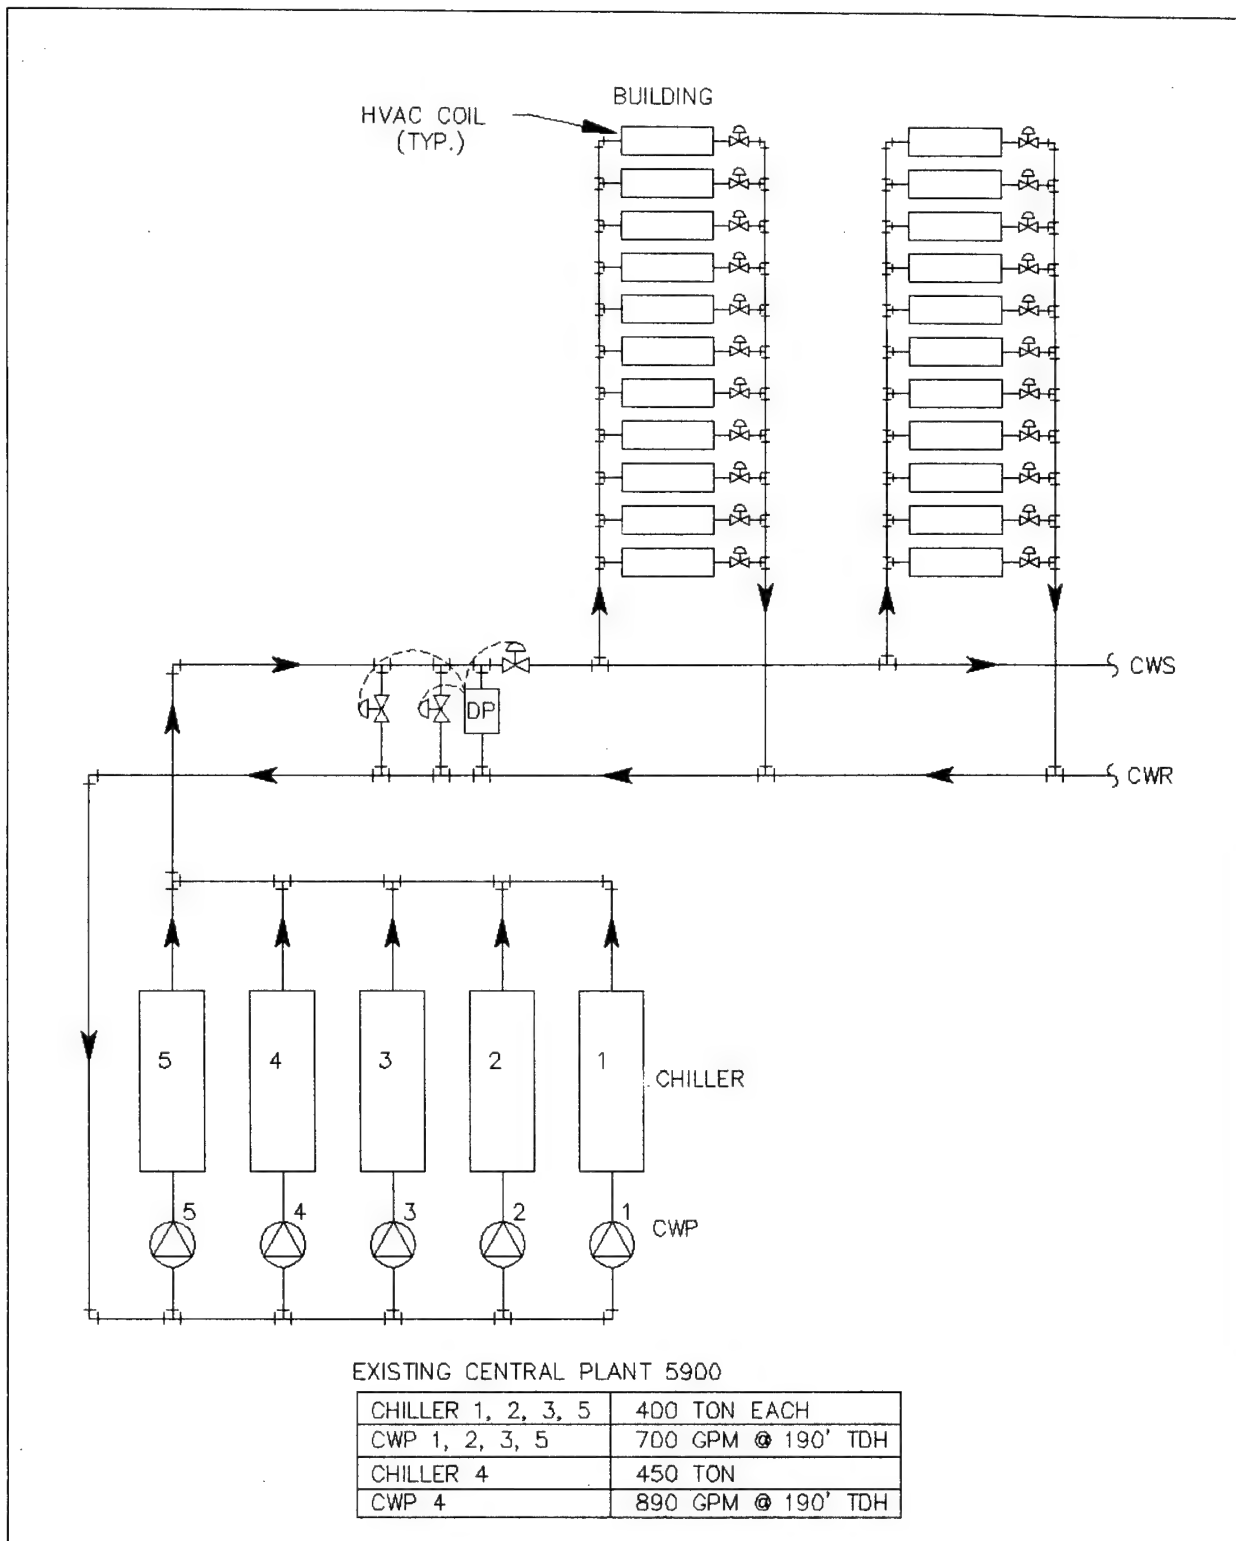 BUILDING
HVAC COIL
(TYP.)
CWS
DP
CWR
5
4
3
2
1
CHILLER
5
4
3
2
1
CWP
EXISTING CENTRAL PLANT 5900
CHILLER 1, 2, 3, 5 400 TON EACH
CWP 1, 2, 3, 5 700 GPM @ 190' TDH
CHILLER 4 450 TON
CWP 4 890 GPM @ 190' TDH